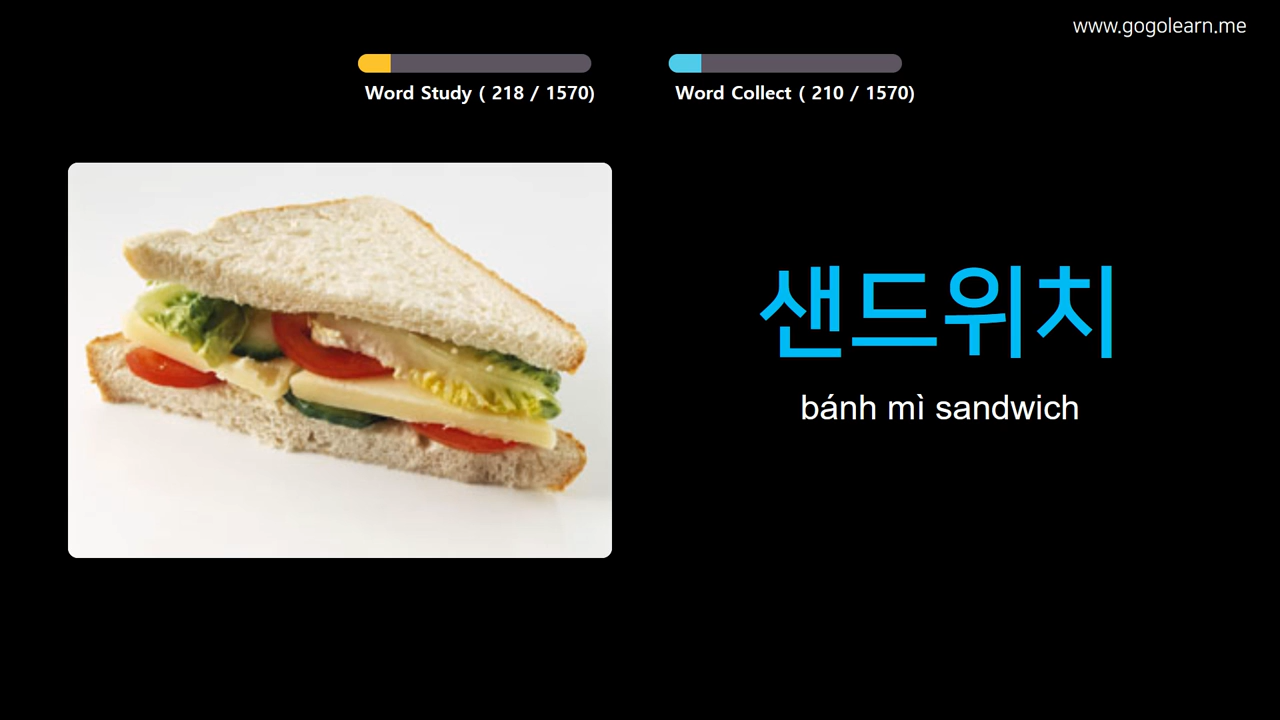 www.gogolearn.me
Word Study ( 218 / 1570)
Word Collect ( 210 / 1570)
샌드위치
bánh mì sandwich